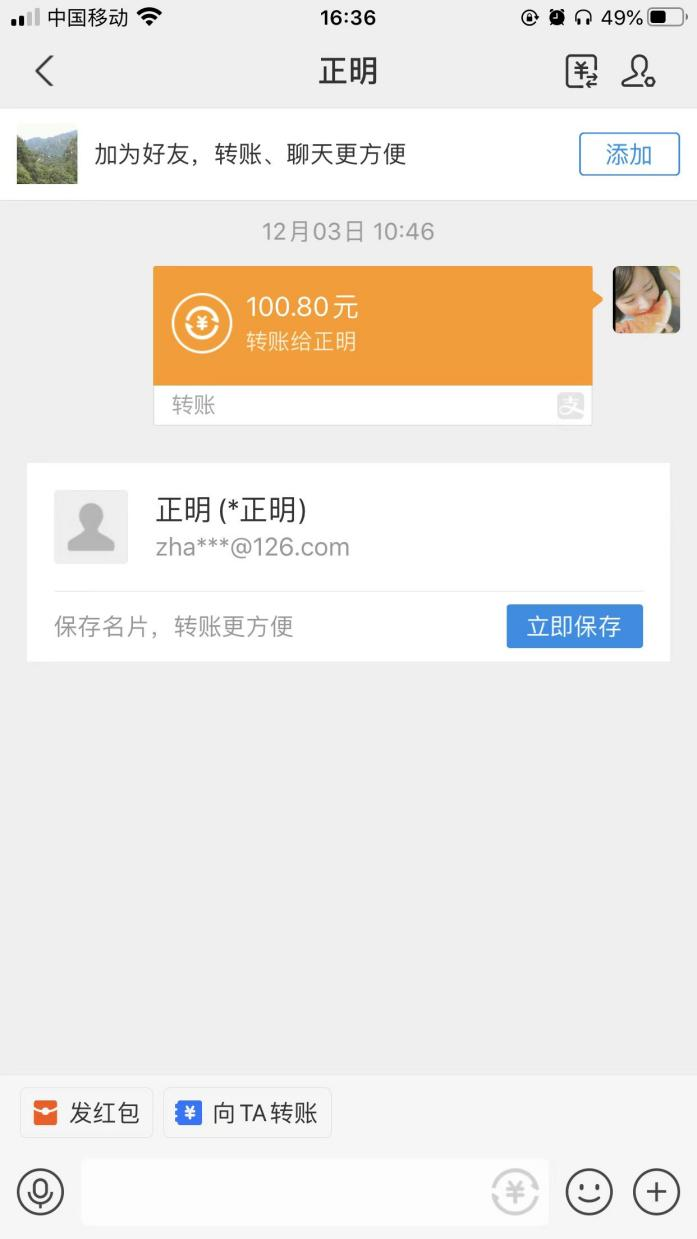 中国移动 16:36 49%
正明
加为好友，转账、聊天更方便 添加
12月03日 10:46
100.80元
转账给正明
转账 支
正明 (*正明)
zha***@126.com
保存名片，转账更方便 立即保存
发红包 向TA转账